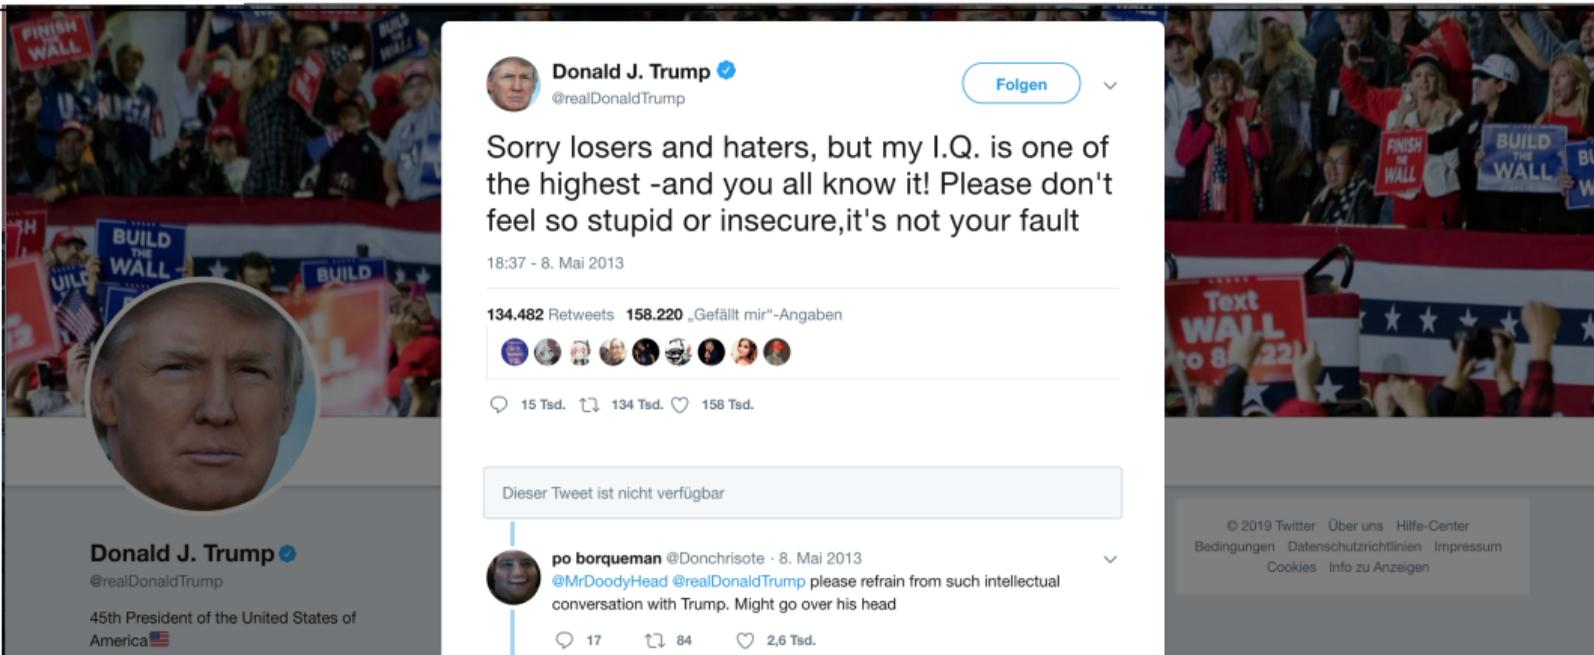 FINISH
THE
WALL
BUILD
THE
WALL
BUILD
THE
WALL
BUILD
Donald J. Trump
@realDonaldTrump
45th President of the United States of
America
Donald J. Trump
@realDonaldTrump
Folgen
Sorry losers and haters, but my I.Q. is one of
the highest -and you all know it! Please don't
feel so stupid or insecure,it's not your fault
18:37 - 8. Mai 2013
134.482 Retweets 158.220 „Gefällt mir"-Angaben
15 Tsd. 134 Tsd. 158 Tsd.
Dieser Tweet ist nicht verfügbar
po borqueman @Donchrisote · 8. Mai 2013
@MrDoodyHead @realDonaldTrump please refrain from such intellectual
conversation with Trump. Might go over his head
17 84 2,6 Tsd.
FINISH
THE
WALL
BUILD
THE
WALL
Text
WALL
© 2019 Twitter Über uns Hilfe-Center
Bedingungen Datenschutzrichtlinien Impressum
Cookies Info zu Anzeigen